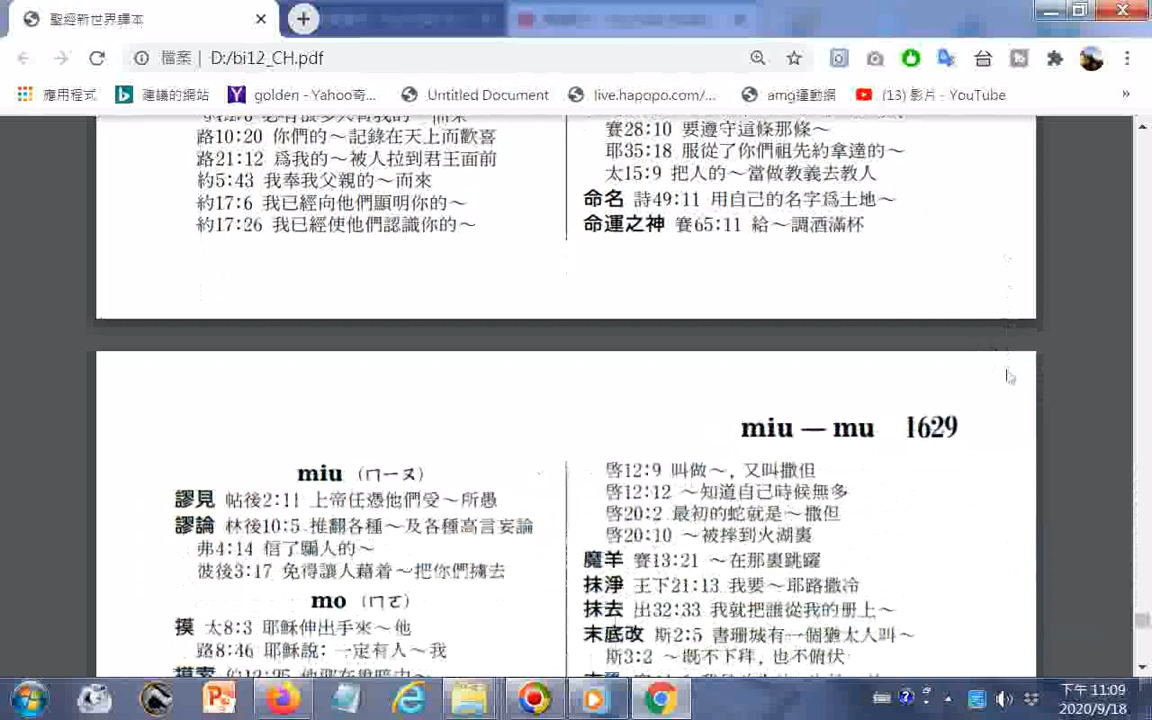 聖經新世界譯本
檔案 | D:/bi12_CH.pdf
應用程式 建議的網站 golden - Yahoo奇... Untitled Document live.hapopo.com/... amg運動網 (13) 影片 - YouTube »
路10:20 你們的～記錄在天上而歡喜
路21:12 爲我的～被人拉到君王面前
約5:43 我奉我父親的～而來
約17:6 我已經向他們顯明你的～
約17:26 我已經使他們認識你的～
賽28:10 要遵守這條那條～
耶35:18 服從了你們祖先約拿達的～
太15:9 把人的～當做教義去教人
命名 詩49:11 用自己的名字爲土地～
命運之神 賽65:11 給～調酒滿杯
miu — mu 1629
miu (ㄇㄧㄡ)
謬見 帖後2:11 上帝任憑他們受～所愚
謬論 林後10:5 推翻各種～及各種高言妄論
弗4:14 信了騙人的～
彼後3:17 免得讓人藉着～把你們擄去
mo (ㄇㄛ)
摸 太8:3 耶穌伸出手來～他
路8:46 耶穌說：一定有人～我
啓12:9 叫做～，又叫撒但
啓12:12 ～知道自己時候無多
啓20:2 最初的蛇就是～撒但
啓20:10 ～被摔到火湖裏
魔羊 賽13:21 ～在那裏跳躍
抹淨 王下21:13 我要～耶路撒冷
抹去 出32:33 我就把誰從我的册上～
末底改 斯2:5 書珊城有一個猶太人叫～
斯3:2 ～旣不下拜，也不俯伏
下午 11:09
2020/9/18